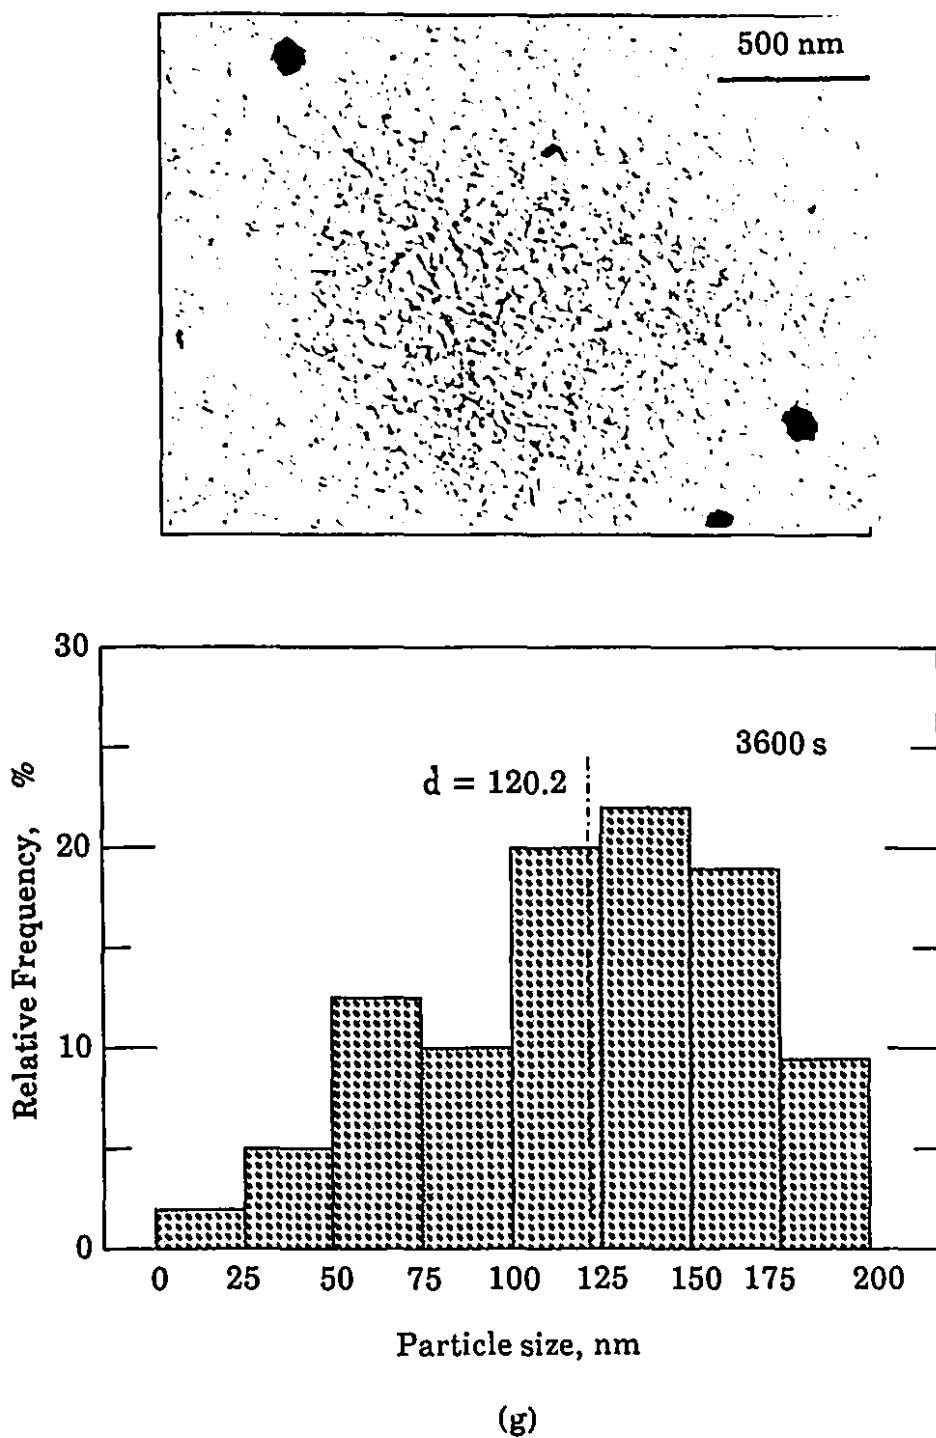 500 nm
30
3600 s
d = 120.2
20
10
0
0 25 50 75 100 125 150 175 200
Relative Frequency, %
Particle size, nm
(g)